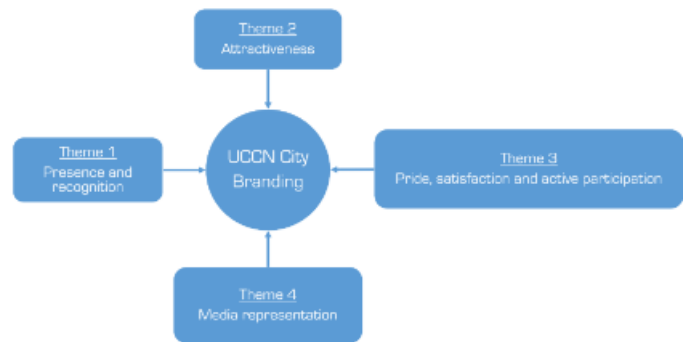 Theme 2
Attractiveness
Theme 1
Presence and
recognition
UCCN City
Branding
Theme 3
Pride, satisfaction and active participation
Theme 4
Media representation